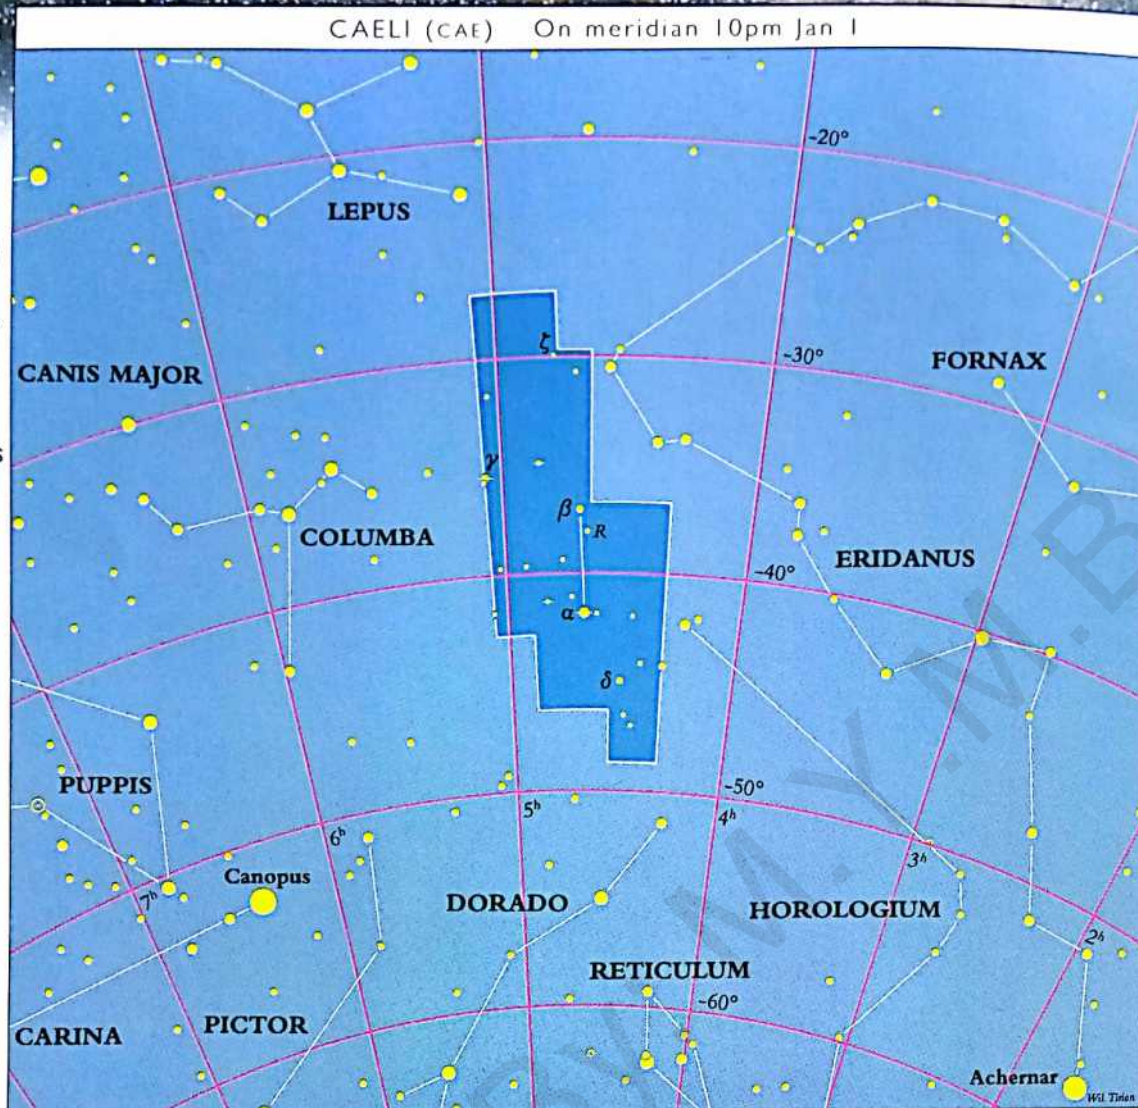 CAELI (CAE) On meridian 10pm Jan 1
-20°
LEPUS
ζ
-30°
FORNAX
CANIS MAJOR
s
γ
β
R
COLUMBA
ERIDANUS
-40°
α
δ
PUPPIS
-50°
5h
4h
6h
3h
Canopus
7h
DORADO
HOROLOGIUM
2h
RETICULUM
-60°
PICTOR
CARINA
Achernar
Wil Tirion
BY M.Y.M.B